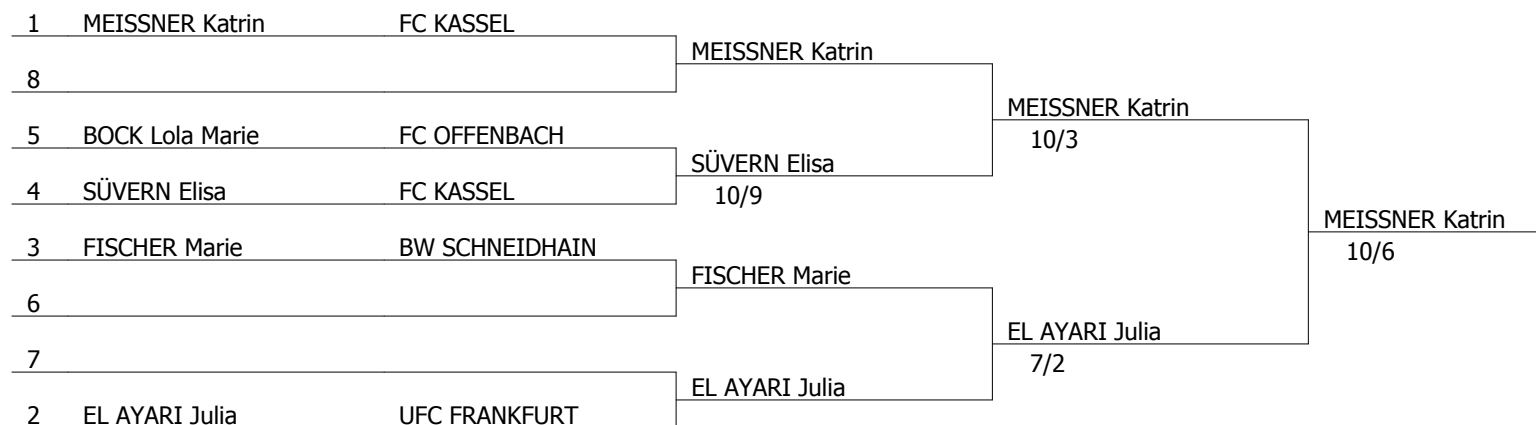 1 MEISSNER Katrin FC KASSEL
MEISSNER Katrin
8
MEISSNER Katrin
5 BOCK Lola Marie FC OFFENBACH
10/3
SÜVERN Elisa
4 SÜVERN Elisa FC KASSEL
10/9
MEISSNER Katrin
3 FISCHER Marie BW SCHNEIDHAIN
10/6
FISCHER Marie
6
EL AYARI Julia
7
7/2
EL AYARI Julia
2 EL AYARI Julia UFC FRANKFURT